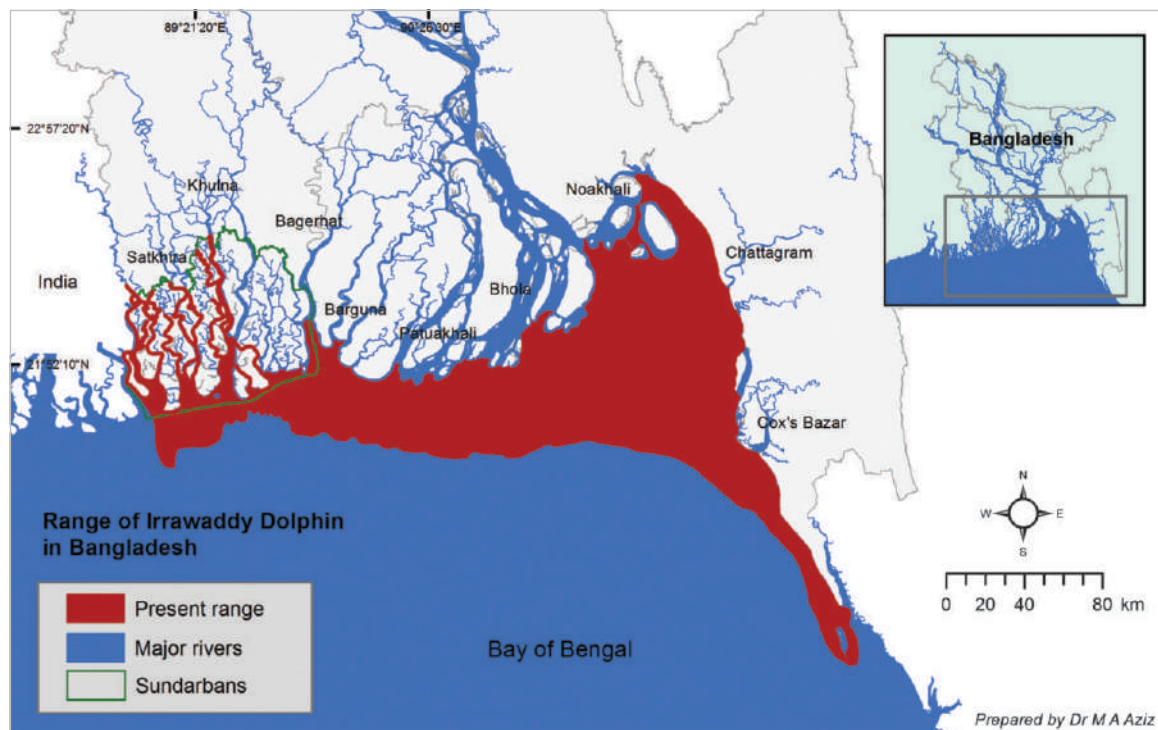 89°21'20"E
90°26'30"E
22°57'20"N
Bangladesh
Khulna
Noakhali
Bagerhat
Satkhira
Chattagram
India
Bhola
Barguna
Patuakhali
21°52'10"N
Cox's Bazar
N
W
E
S
Range of Irrawaddy Dolphin
in Bangladesh
0 20 40 80 km
Present range
Major rivers
Sundarbans
Bay of Bengal
Prepared by Dr M A Aziz